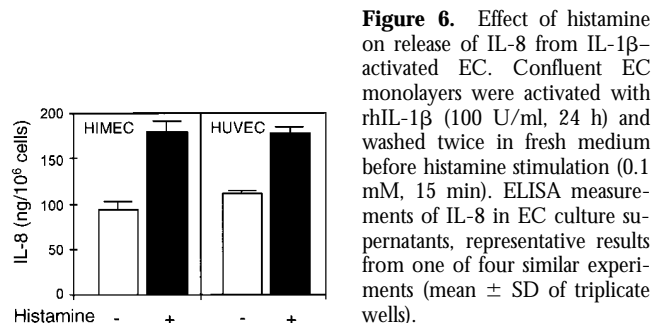 200
150
100
50
0
IL-8 (ng/10⁶ cells)
HIMEC
HUVEC
Histamine - + - +
Figure 6. Effect of histamine
on release of IL-8 from IL-1β–
activated EC. Confluent EC
monolayers were activated with
rhIL-1β (100 U/ml, 24 h) and
washed twice in fresh medium
before histamine stimulation (0.1
mM, 15 min). ELISA measure-
ments of IL-8 in EC culture su-
pernatants, representative results
from one of four similar experi-
ments (mean ± SD of triplicate
wells).